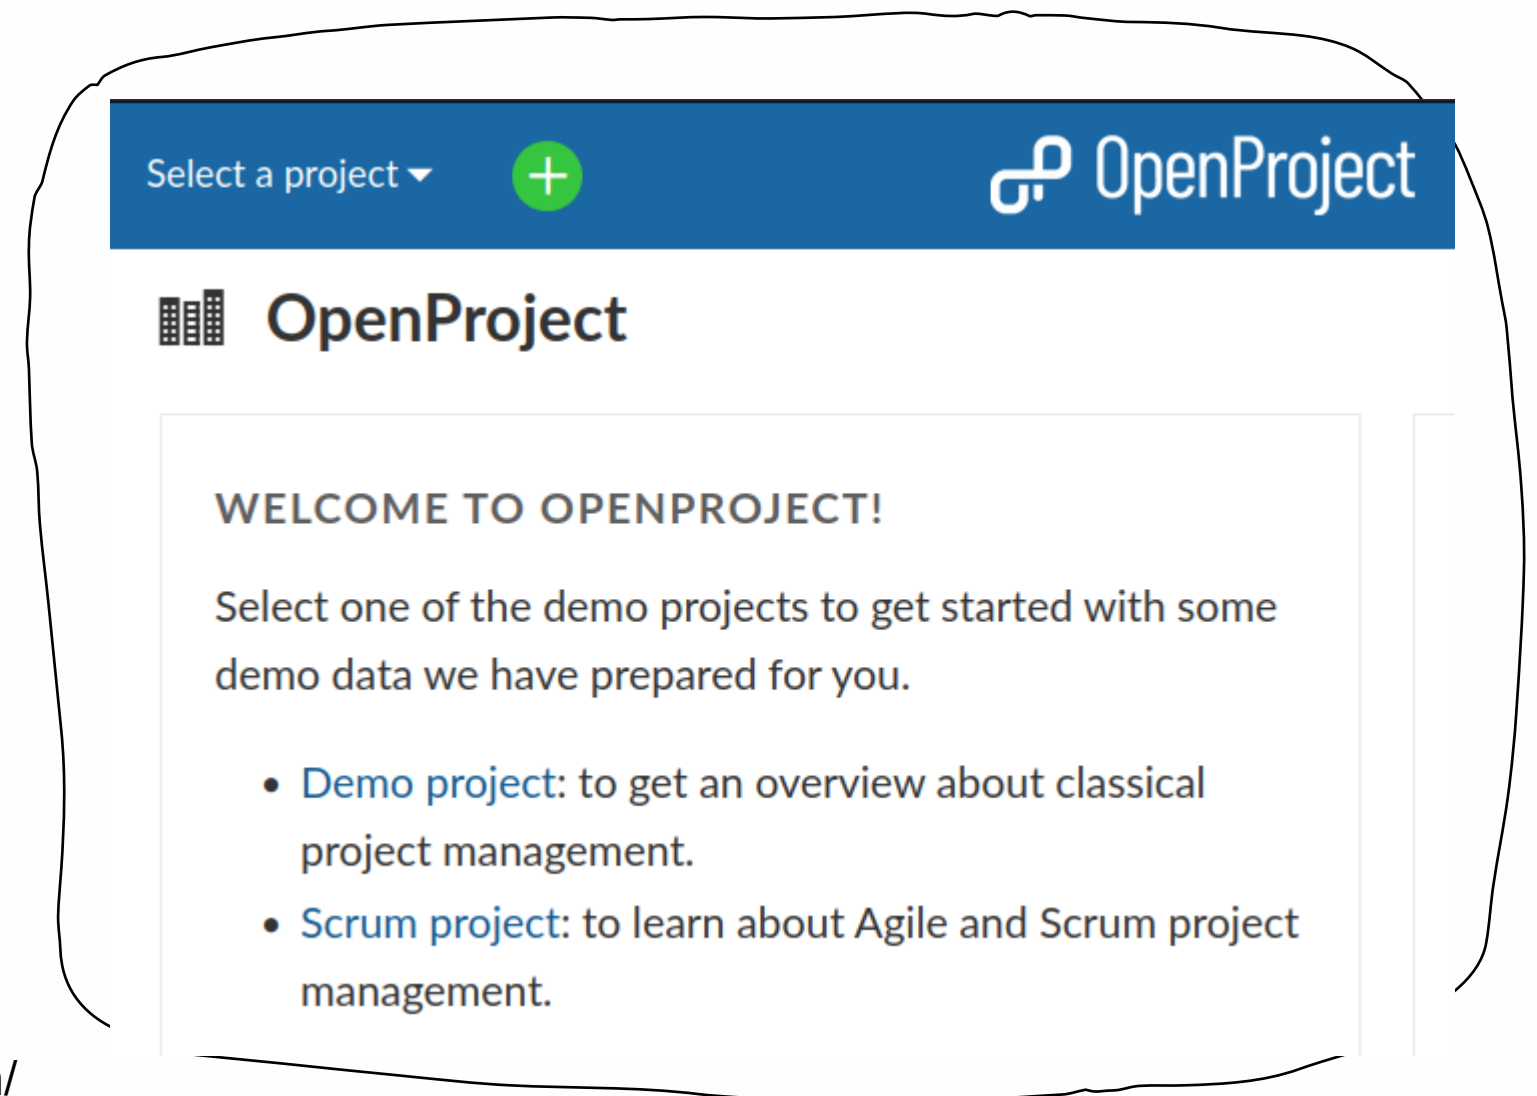 Select a project
OpenProject
OpenProject
WELCOME TO OPENPROJECT!
Select one of the demo projects to get started with some
demo data we have prepared for you.
• Demo project: to get an overview about classical
project management.
• Scrum project: to learn about Agile and Scrum project
management.
/